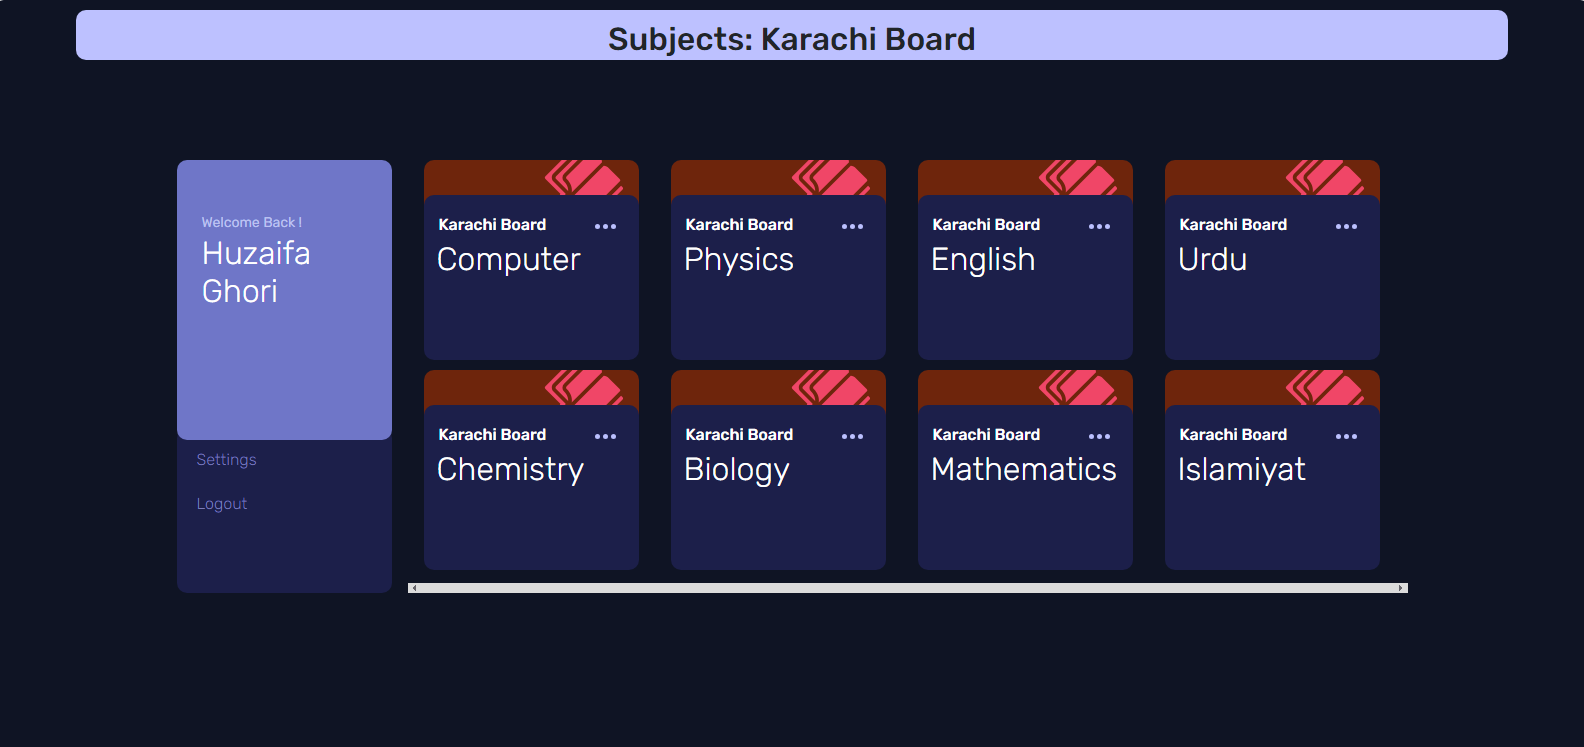 Subjects: Karachi Board
Welcome Back !
Huzaifa
Ghori
Settings
Logout
Karachi Board
Computer
Karachi Board
Physics
Karachi Board
English
Karachi Board
Urdu
Karachi Board
Chemistry
Karachi Board
Biology
Karachi Board
Mathematics
Karachi Board
Islamiyat